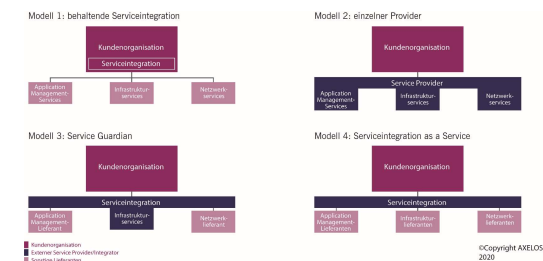 Modell 1: behaltende Serviceintegration
Kundenorganisation
Serviceintegration
Application
Management-
Services
Infrastruktur-
services
Netzwerk-
services
Modell 2: einzelner Provider
Kundenorganisation
Service Provider
Application
Management-
Services
Infrastruktur-
services
Netzwerk-
services
Modell 3: Service Guardian
Kundenorganisation
Serviceintegration
Application
Management-
Lieferant
Infrastruktur-
services
Netzwerk-
lieferant
Modell 4: Serviceintegration as a Service
Kundenorganisation
Serviceintegration
Application
Management-
Lieferanten
Infrastruktur-
lieferanten
Netzwerk-
lieferanten
Kundenorganisation
Externer Service Provider/Integrator
Sonstige Lieferanten
©Copyright AXELOS
2020